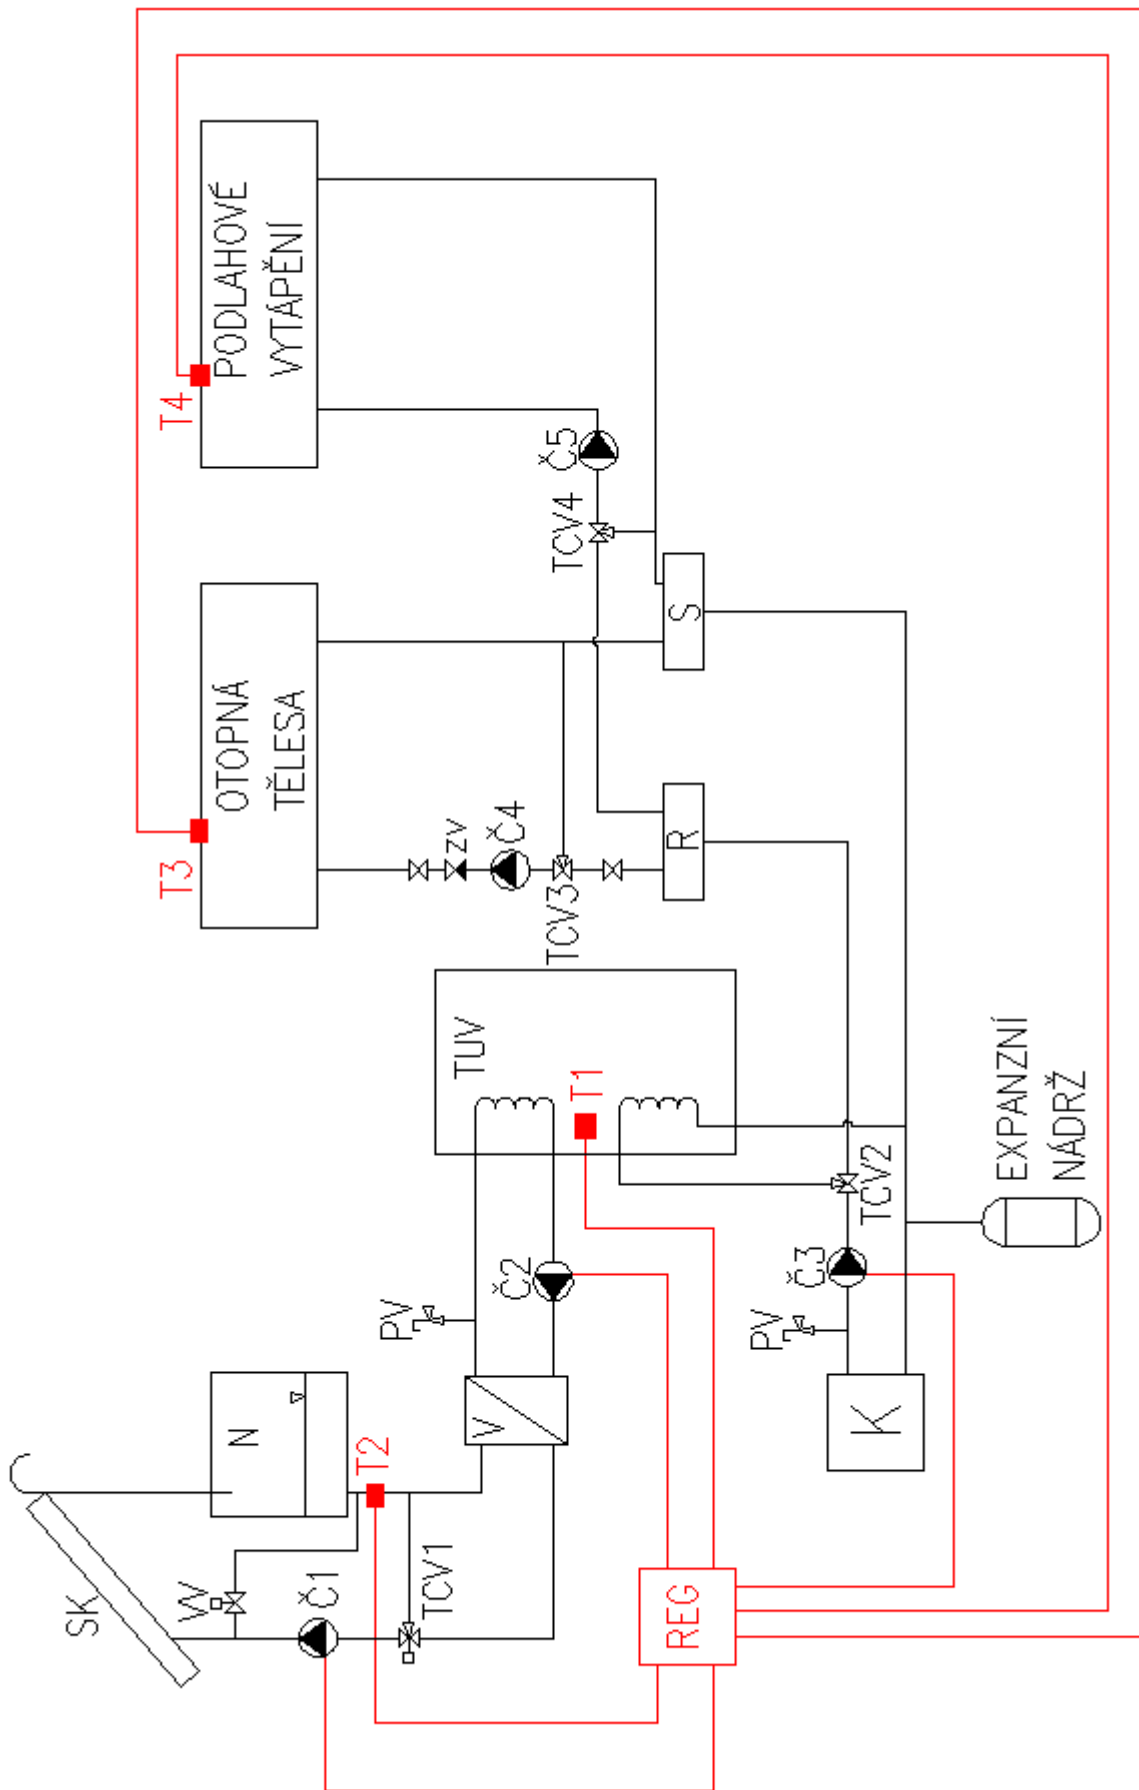 SK
T3
T4
VV
N
OTOPNÁ
TĚLESA
PODLAHOVÉ
VYTÁPĚNÍ
Č1
T2
PV
TCV1
ZV
TUV
V
Č4
Č2
TCV3
TCV4
Č5
T1
REG
R
S
PV
Č3
K
TCV2
EXPANZNÍ
NÁDRŽ